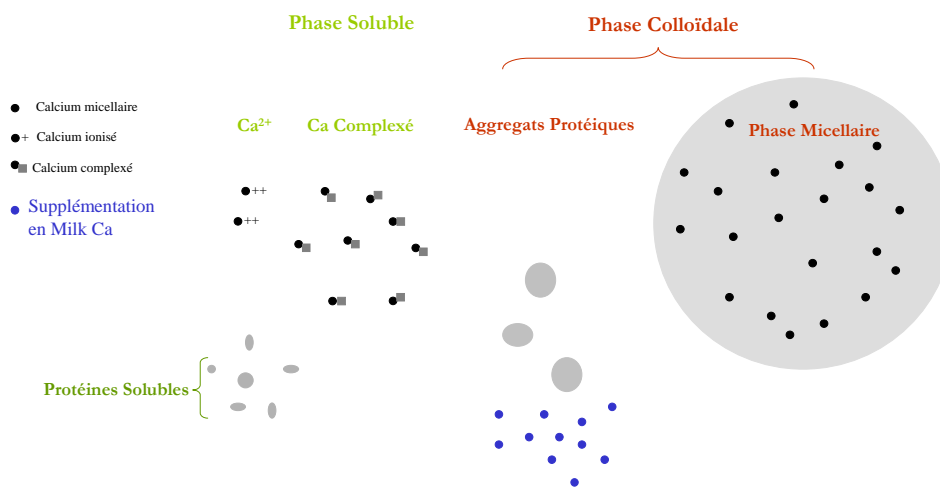 Phase Soluble
Phase Colloïdale
Calcium micellaire
+ Calcium ionisé
Calcium complexé
Supplémentation
en Milk Ca
Ca²⁺
Ca Complexé
Aggregats Protéiques
Phase Micellaire
++
++
Protéines Solubles